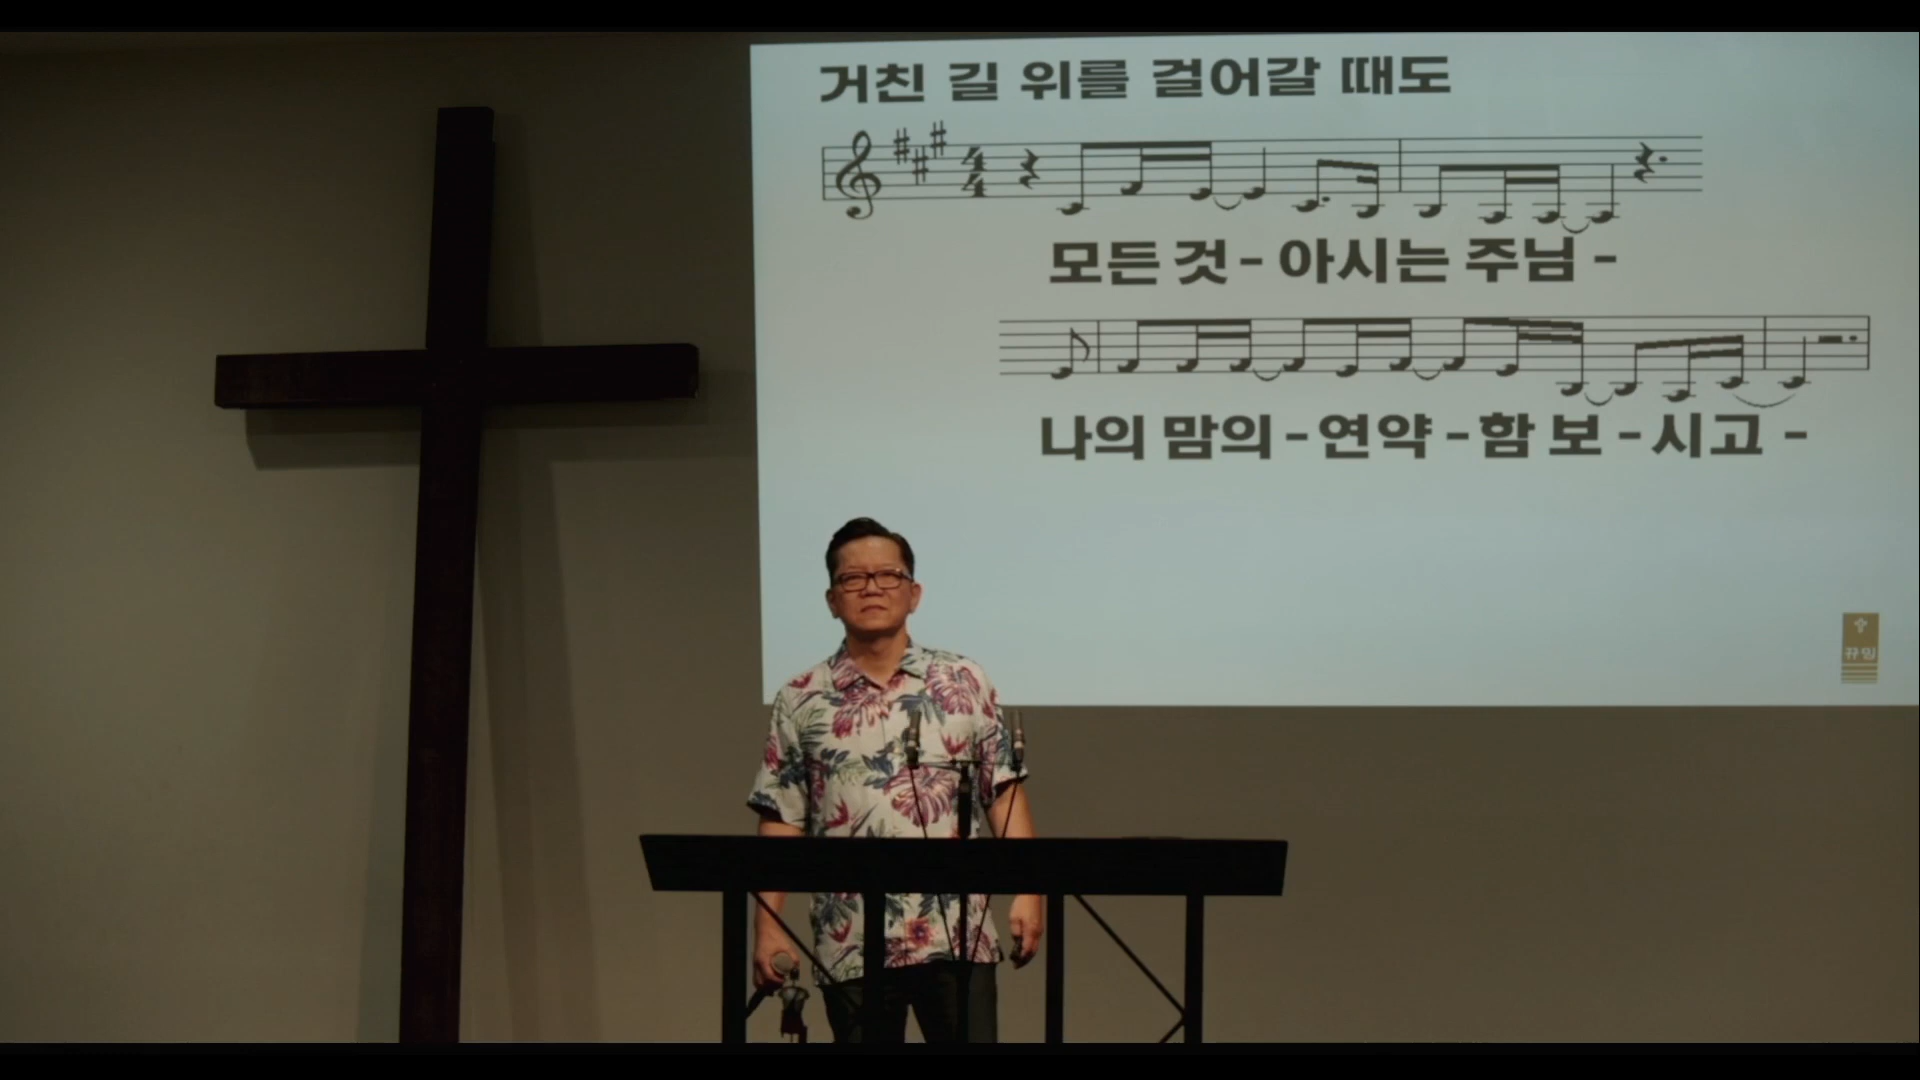 거친 길 위를 걸어갈 때도
모든 것 - 아시는 주님 -
나의 맘의 - 연약 - 함 보 - 시고 -